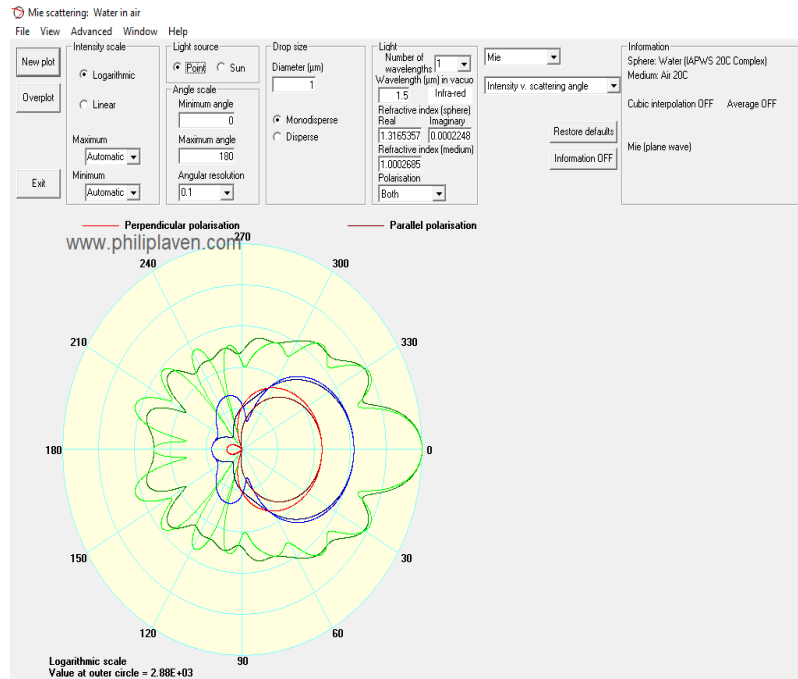 Mie scattering: Water in air
File View Advanced Window Help
New plot
Overplot
Exit
Intensity scale
Logarithmic
Linear
Maximum
Automatic
Minimum
Automatic
Light source
Point Sun
Angle scale
Minimum angle
0
Maximum angle
180
Angular resolution
0.1
Drop size
Diameter (µm)
1
Monodisperse
Disperse
Light
Number of
wavelengths 1
Wavelength (µm) in vacuo
1.5 Infra-red
Refractive index (sphere)
Real Imaginary
1.3165357 0.0002248
Refractive index (medium)
1.0002685
Polarisation
Both
Mie
Intensity v. scattering angle
Restore defaults
Information OFF
Information
Sphere: Water (IAPWS 20C Complex)
Medium: Air 20C
Cubic interpolation OFF Average OFF
Mie (plane wave)
Perpendicular polarisation Parallel polarisation
www.philiplaven.com
270
240 300
210 330
180 0
150 30
120 60
90
Logarithmic scale
Value at outer circle = 2.88E+03